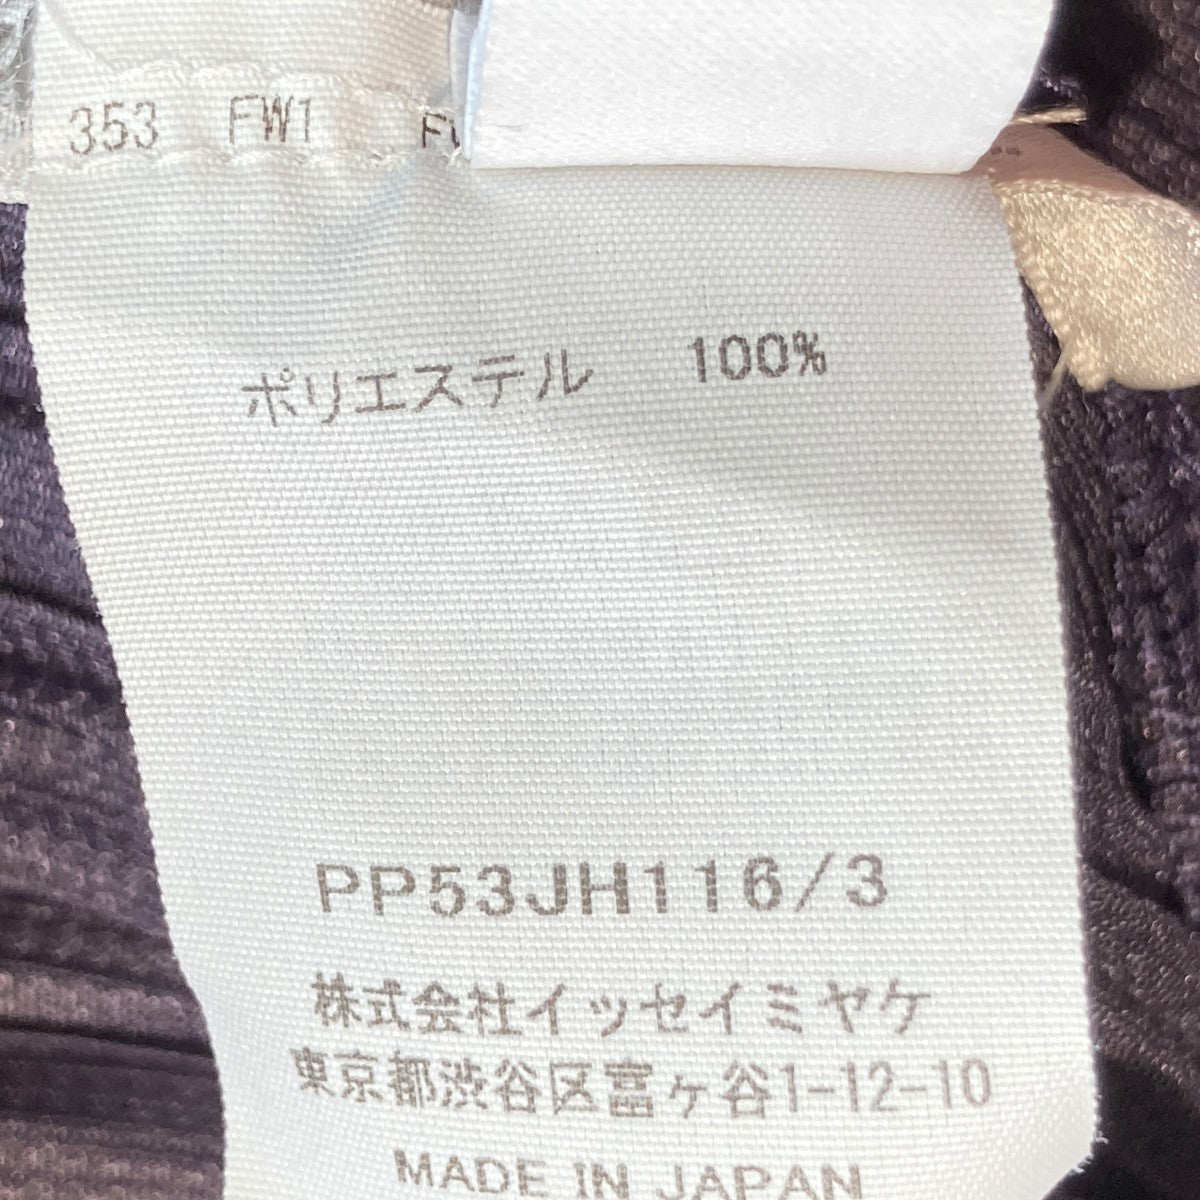 353 FW1
ポリエステル 100%
PP53JH116/3
株式会社イッセイミヤケ
東京都渋谷区富ヶ谷1-12-10
MADE IN JAPAN